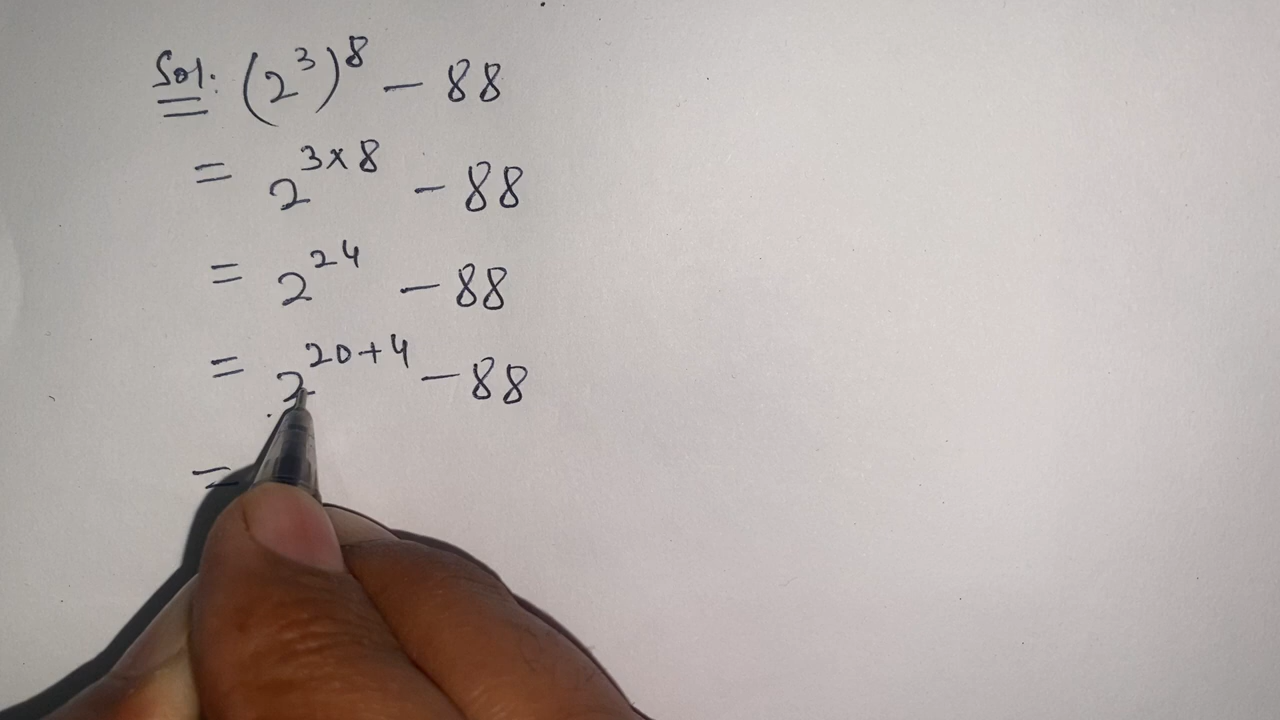 Sol. (2³)⁸ – 88
= 2³ˣ⁸ – 88
= 2²⁴ – 88
= 2²⁰⁺⁴ – 88
=